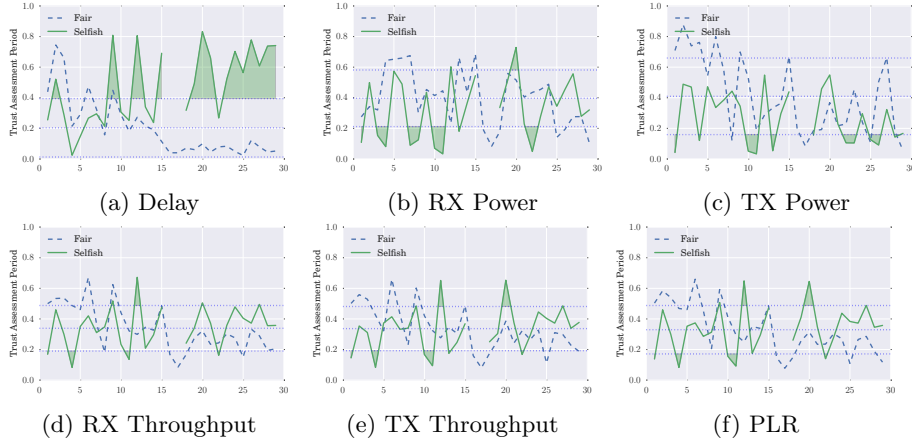 Trust Assessment Period
1.0
0.8
0.6
0.4
0.2
0.0
Fair
Selfish
0 5 10 15 20 25 30
(a) Delay
1.0
0.8
0.6
0.4
0.2
0.0
Trust Assessment Period
Fair
Selfish
0 5 10 15 20 25 30
(b) RX Power
1.0
0.8
0.6
0.4
0.2
0.0
Trust Assessment Period
Fair
Selfish
0 5 10 15 20 25 30
(c) TX Power
Trust Assessment Period
1.0
0.8
0.6
0.4
0.2
0.0
Fair
Selfish
0 5 10 15 20 25 30
(d) RX Throughput
Trust Assessment Period
1.0
0.8
0.6
0.4
0.2
0.0
Fair
Selfish
0 5 10 15 20 25 30
(e) TX Throughput
Trust Assessment Period
1.0
0.8
0.6
0.4
0.2
0.0
Fair
Selfish
0 5 10 15 20 25 30
(f) PLR